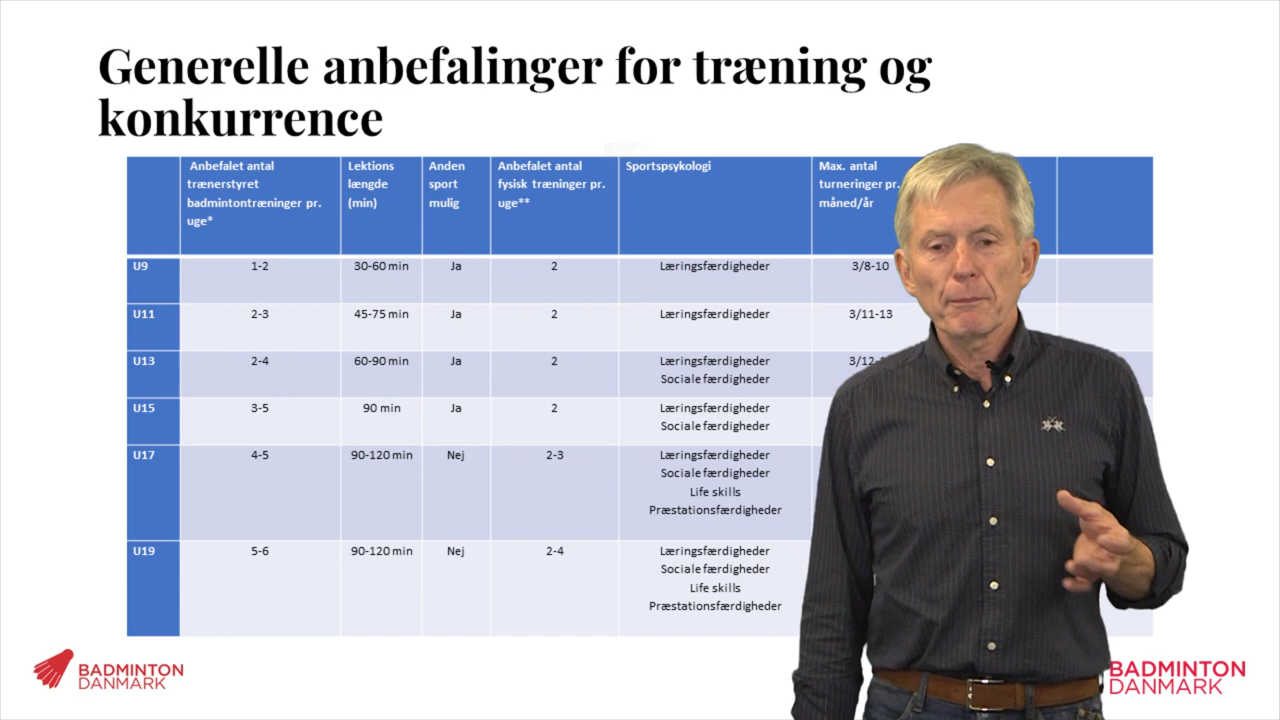 Generelle anbefalinger for træning og
konkurrence
Anbefalet antal
trænerstyret
badmintontræninger pr.
uge*
Lektions
længde
(min)
Anden
sport
mulig
Anbefalet antal
fysisk træninger pr.
uge**
Sportspsykologi
Max. antal
turneringer pr.
måned/år
U9 1-2 30-60 min Ja 2 Læringsfærdigheder 3/8-10
U11 2-3 45-75 min Ja 2 Læringsfærdigheder 3/11-13
U13 2-4 60-90 min Ja 2 Læringsfærdigheder
Sociale færdigheder
U15 3-5 90 min Ja 2 Læringsfærdigheder
Sociale færdigheder
U17 4-5 90-120 min Nej 2-3 Læringsfærdigheder
Sociale færdigheder
Life skills
Præstationsfærdigheder
U19 5-6 90-120 min Nej 2-4 Læringsfærdigheder
Sociale færdigheder
Life skills
Præstationsfærdigheder
BADMINTON
DANMARK
BADMINTON
DANMARK